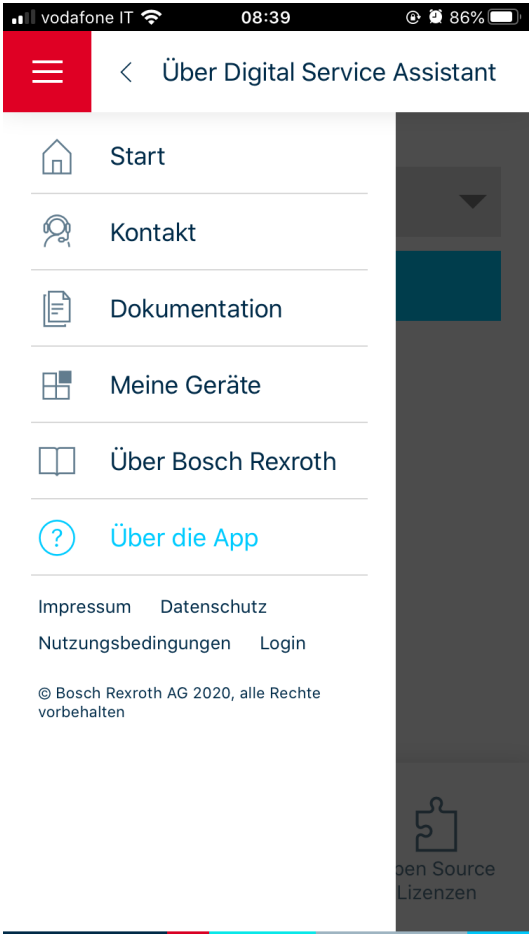 vodafone IT 08:39 86%
Über Digital Service Assistant
Start
Kontakt
Dokumentation
Meine Geräte
Über Bosch Rexroth
? Über die App
Impressum Datenschutz
Nutzungsbedingungen Login
© Bosch Rexroth AG 2020, alle Rechte
vorbehalten
Source
Lizenzen